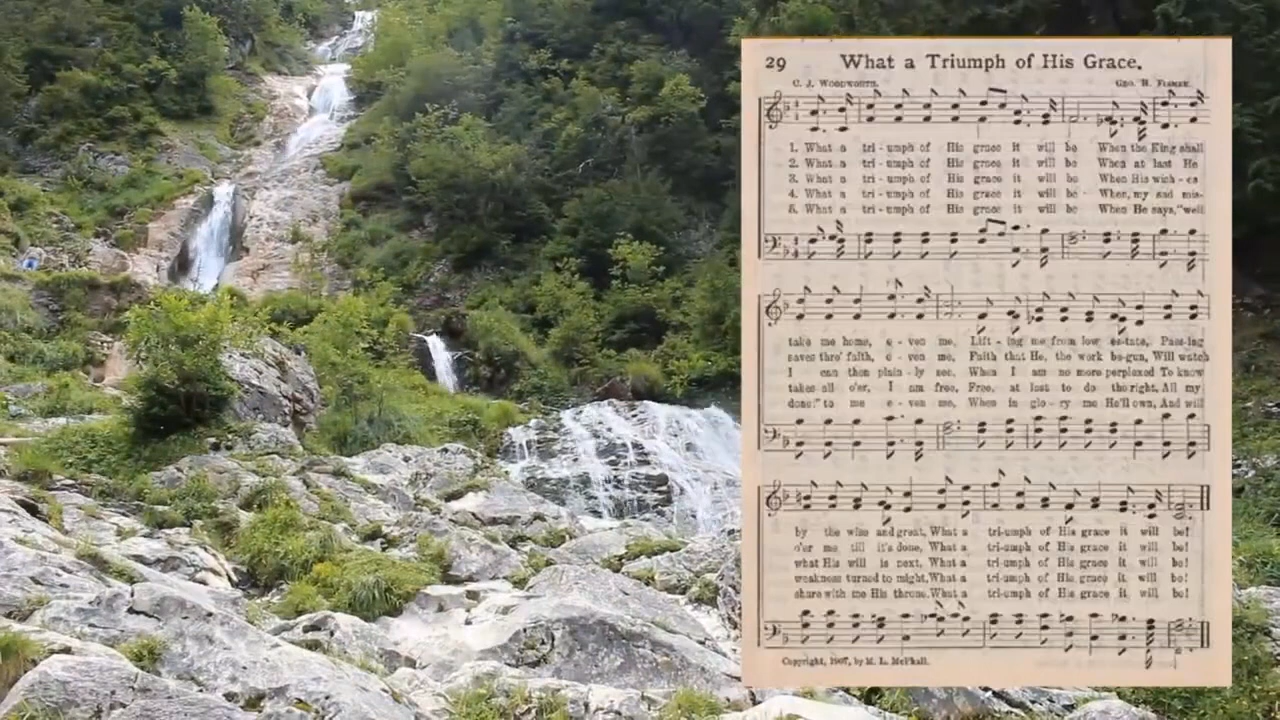 29 What a Triumph of His Grace.
C. J. WOODWORTH. GEO. R. FISHER.
1. What a tri-umph of His grace it will be When the King shall
2. What a tri-umph of His grace it will be When at last He
3. What a tri-umph of His grace it will be When His wish-es
4. What a tri-umph of His grace it will be When, my sad mis-
5. What a tri-umph of His grace it will be When He says, "well
take me home, e-ven me, Lift-ing me from low es-tate, Pass-ing
saves thro' faith, e-ven me, Faith that He, the work be-gun, Will watch
I can then plain-ly see, When I am no more perplexed To know
takes all o'er, I am free, Free, at last to do the right, All my
done!" to me e-ven me, When in glo-ry me He'll own, And will
by the wise and great, What a tri-umph of His grace it will be!
o'er me till it's done, What a tri-umph of His grace it will be!
what His will is next, What a tri-umph of His grace it will be!
weakness turned to might, What a tri-umph of His grace it will be!
share with me His throne, What a tri-umph of His grace it will be!
Copyright, 1907, by M. L. McPhail.